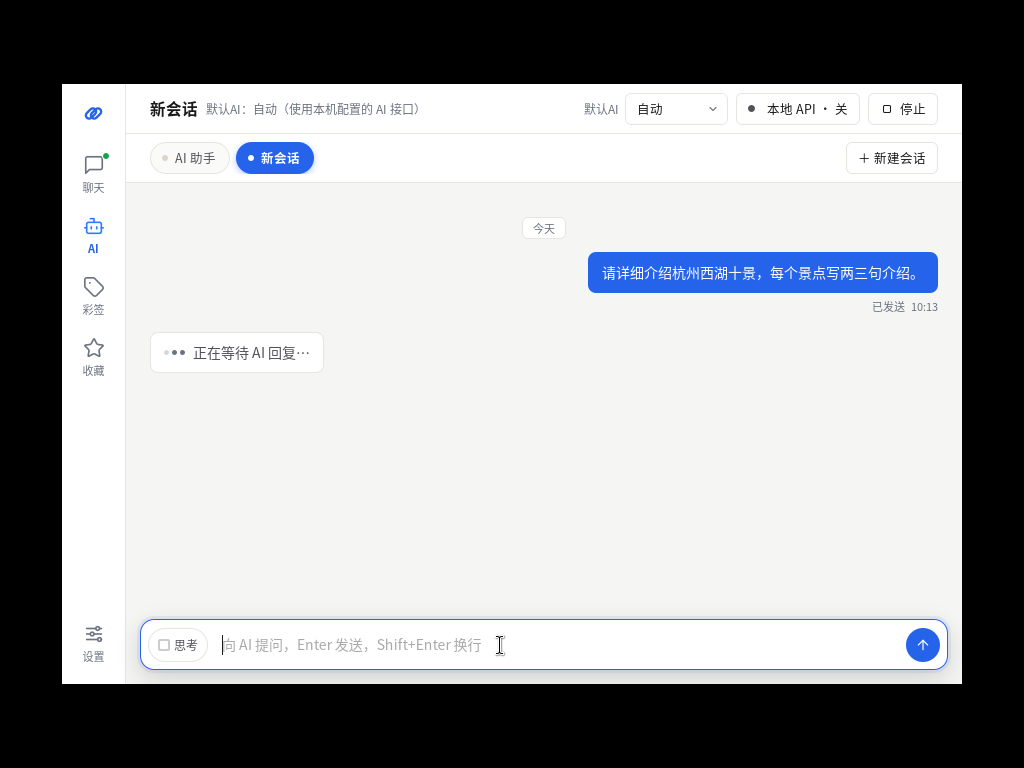 新会话 默认AI：自动（使用本机配置的 AI 接口） 默认AI 自动 本地 API · 关 停止
AI 助手 新会话 ＋ 新建会话
聊天
AI
彩签
收藏
设置
今天
请详细介绍杭州西湖十景，每个景点写两三句介绍。
已发送 10:13
正在等待 AI 回复…
思考 向 AI 提问，Enter 发送，Shift+Enter 换行